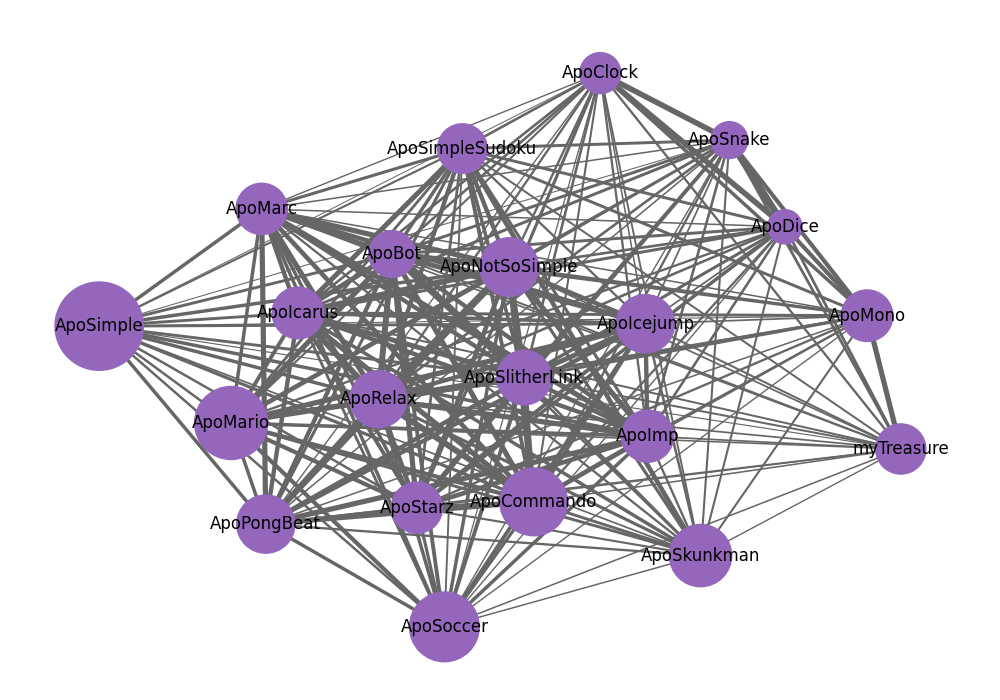 ApoClock
ApoSnake
ApoSimpleSudoku
ApoMarc
ApoDice
ApoBot
ApoNotSoSimple
ApoIcarus
ApoMono
ApoSimple
ApoIcejump
ApoSlitherLink
ApoRelax
ApoMario
ApoImp
myTreasure
ApoCommando
ApoStarz
ApoPongBeat
ApoSkunkman
ApoSoccer